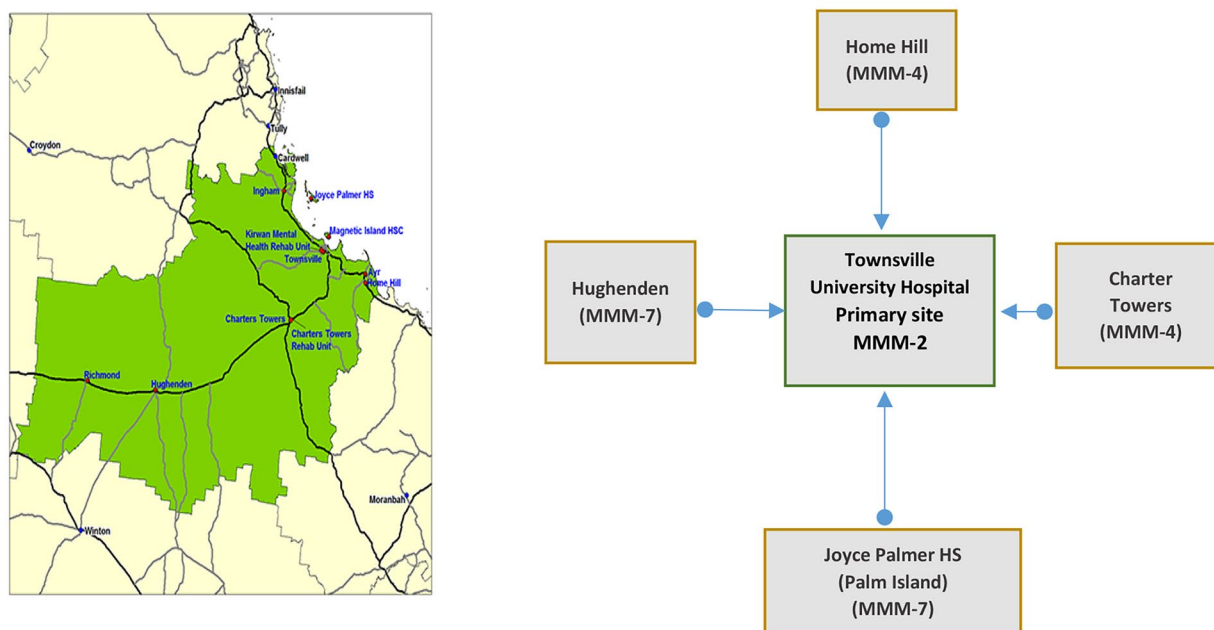 Innisfail
Tully
Croydon
Cardwell
Ingham
Joyce Palmer HS
Magnetic Island HSC
Kirwan Mental
Health Rehab Unit
Townsville
Ayr
Home Hill
Charters Towers
Charters Towers
Rehab Unit
Richmond
Hughenden
Moranbah
Winton
Home Hill
(MMM-4)
Hughenden
(MMM-7)
Townsville
University Hospital
Primary site
MMM-2
Charter
Towers
(MMM-4)
Joyce Palmer HS
(Palm Island)
(MMM-7)